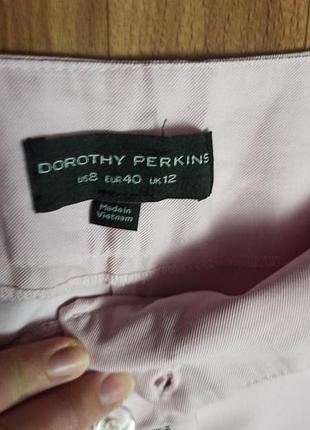 DOROTHY PERKINS
US8 EUR40 UK12
Made in
Vietnam